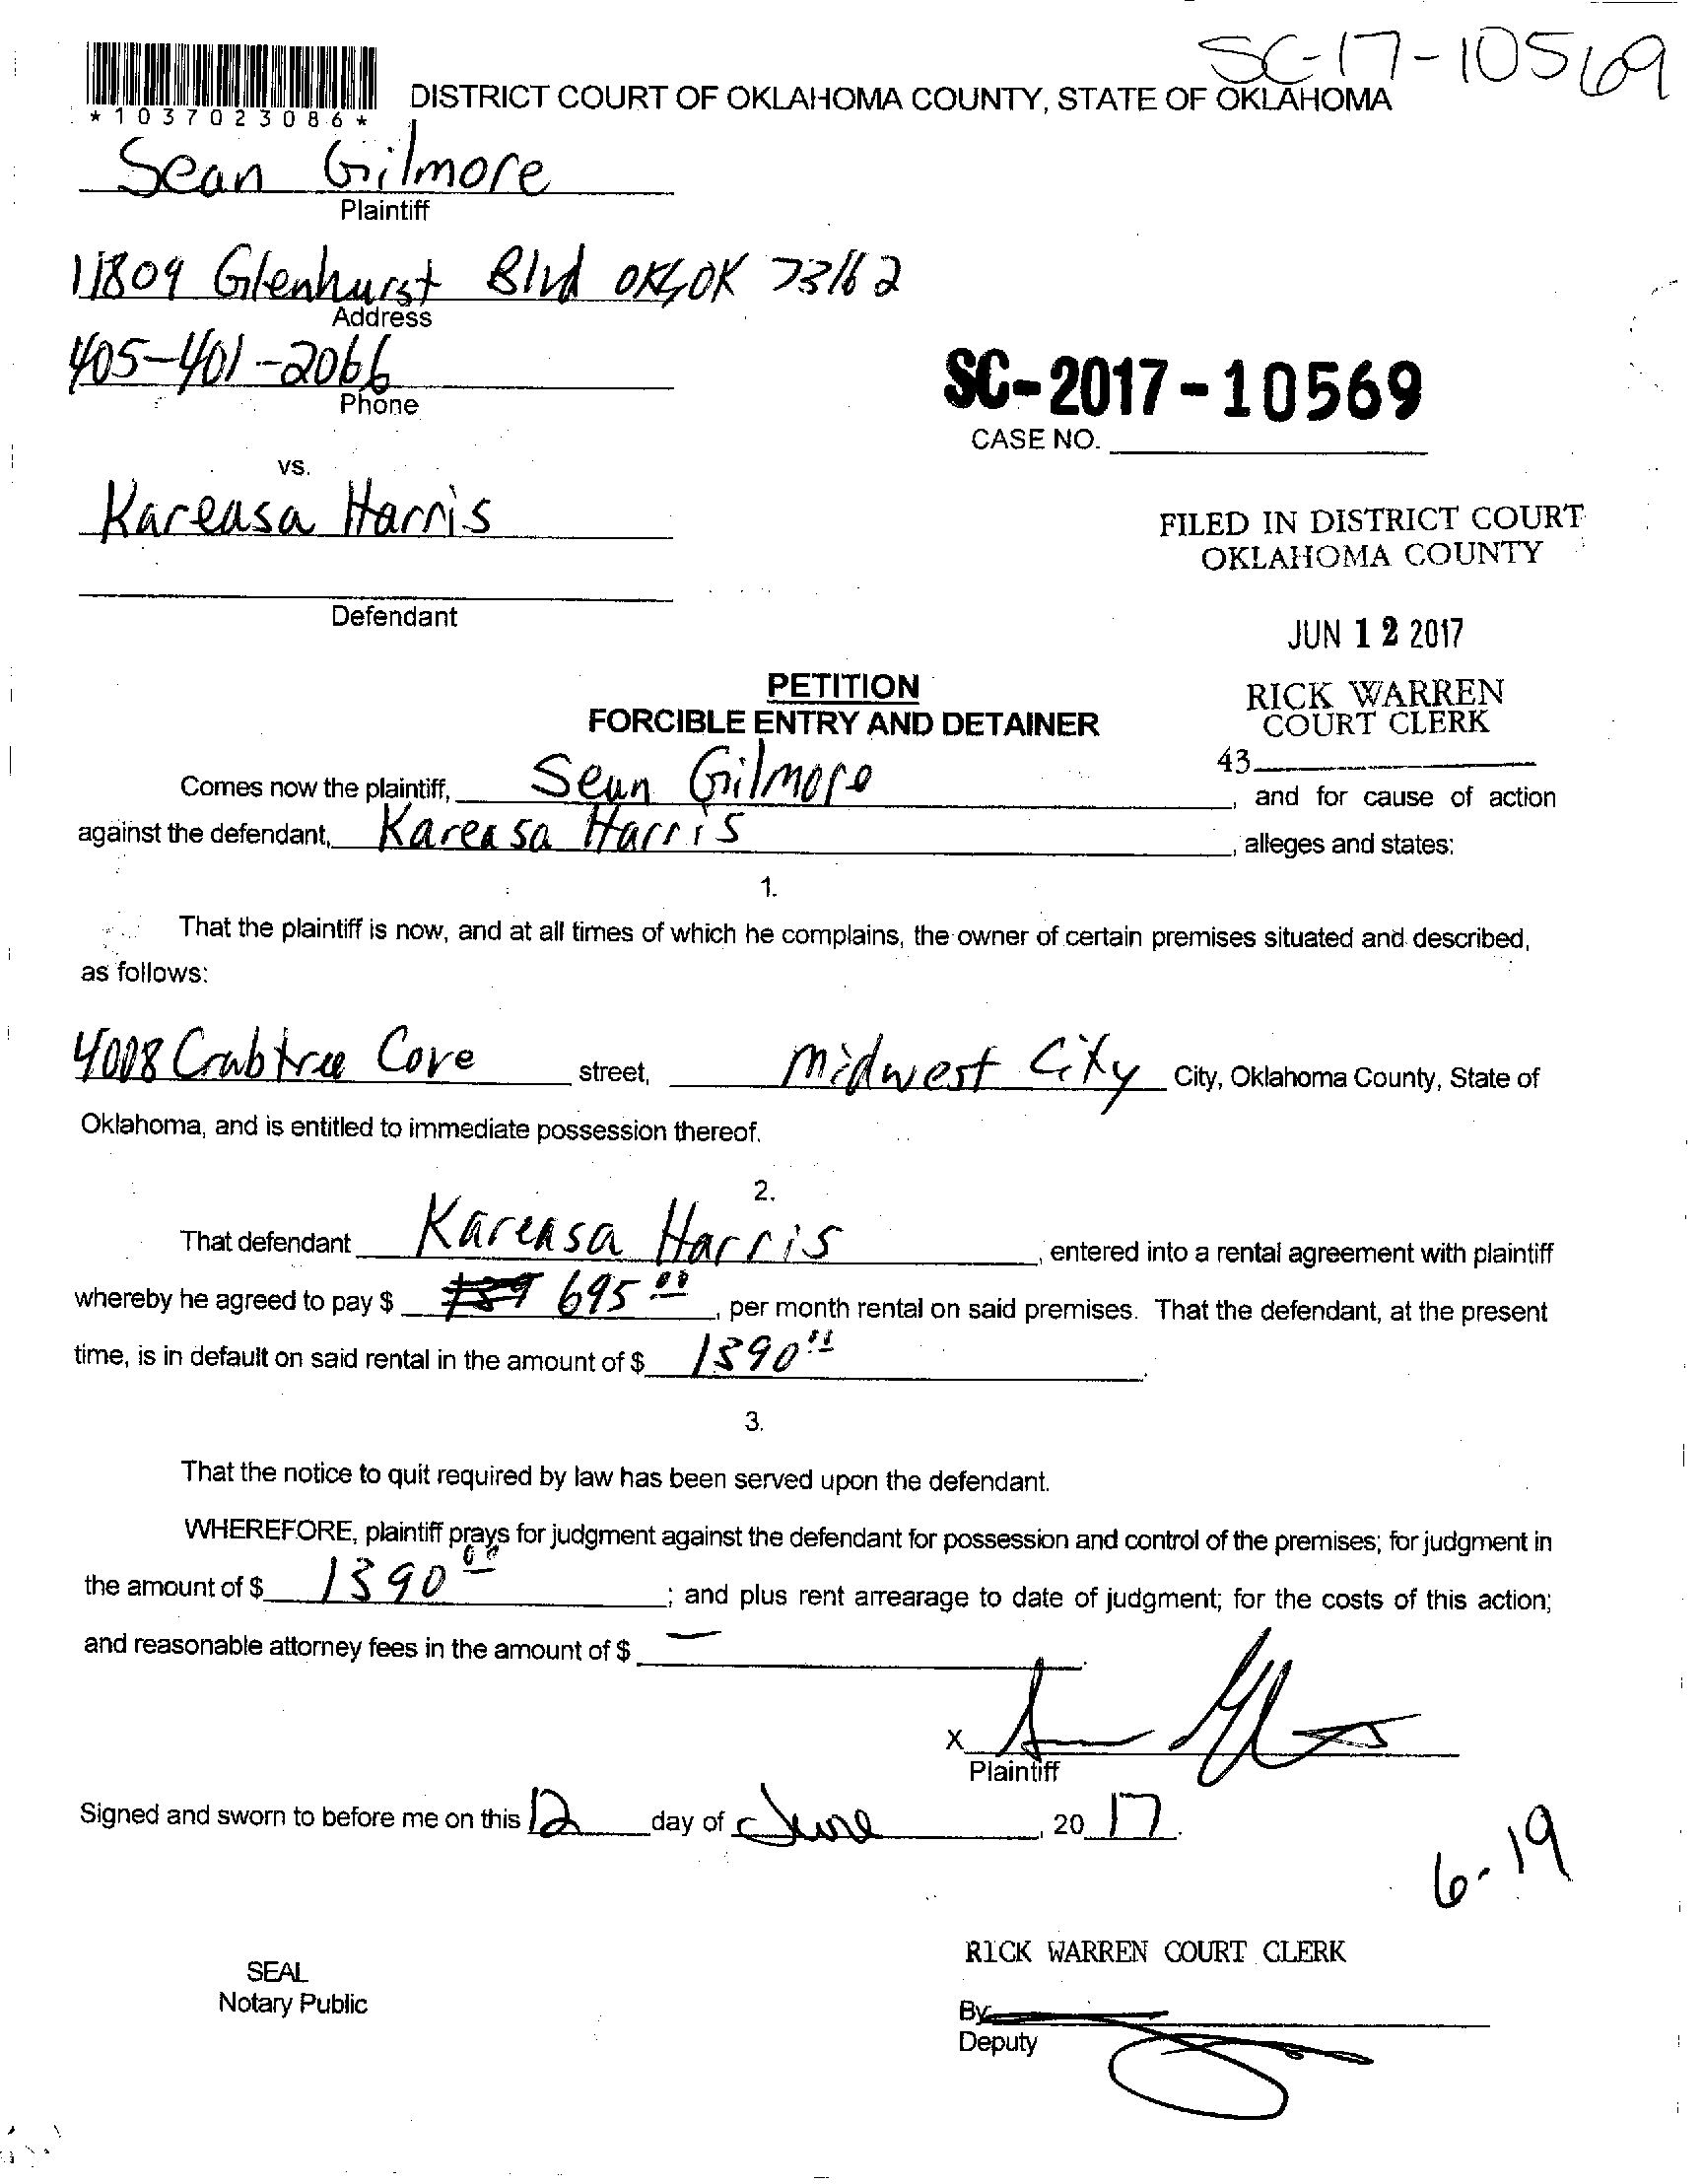 SC-17-10569
*1037023086*
DISTRICT COURT OF OKLAHOMA COUNTY, STATE OF OKLAHOMA
Sean Gilmore
Plaintiff
11809 Glenhurst Blvd OKC, OK 73162
Address
405-401-2066
Phone
SC-2017-10569
CASE NO.
vs.
Kareasa Harris
Defendant
FILED IN DISTRICT COURT
OKLAHOMA COUNTY
JUN 12 2017
RICK WARREN
COURT CLERK
43
PETITION
FORCIBLE ENTRY AND DETAINER
Comes now the plaintiff, Sean Gilmore, and for cause of action
against the defendant, Kareasa Harris, alleges and states:
1.
That the plaintiff is now, and at all times of which he complains, the owner of certain premises situated and described,
as follows:
4008 Crabtree Cove street, Midwest City City, Oklahoma County, State of
Oklahoma, and is entitled to immediate possession thereof.
2.
That defendant Kareasa Harris, entered into a rental agreement with plaintiff
whereby he agreed to pay $ 695.00, per month rental on said premises. That the defendant, at the present
time, is in default on said rental in the amount of $ 1390.00.
3.
That the notice to quit required by law has been served upon the defendant.
WHEREFORE, plaintiff prays for judgment against the defendant for possession and control of the premises; for judgment in
the amount of $ 1390.00; and plus rent arrearage to date of judgment; for the costs of this action;
and reasonable attorney fees in the amount of $ —.
X
Plaintiff
Signed and sworn to before me on this 12 day of June, 20 17.
6-19
RICK WARREN COURT CLERK
SEAL
Notary Public
By
Deputy